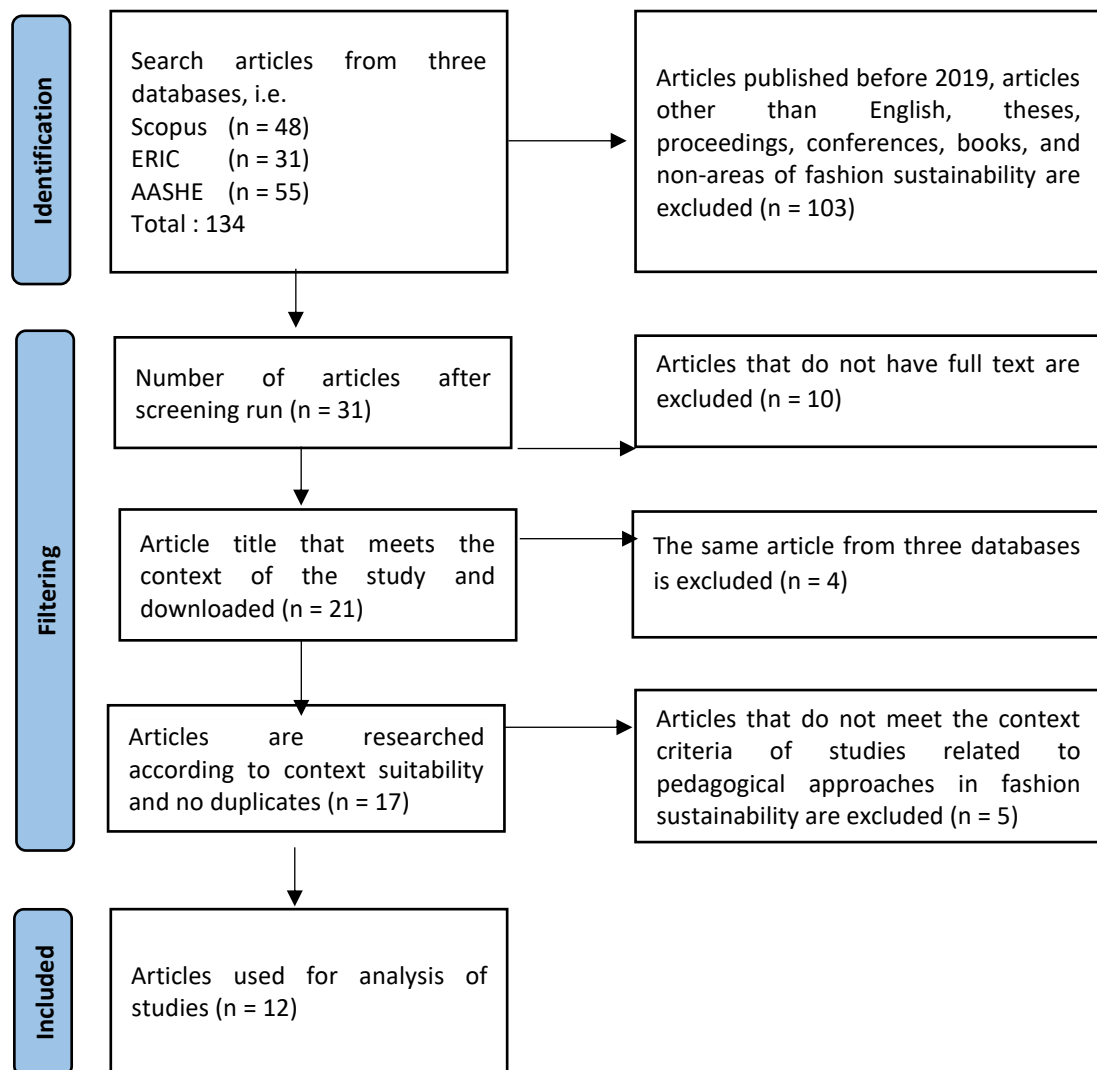 Identification
Search articles from three
databases, i.e.
Scopus (n = 48)
ERIC (n = 31)
AASHE (n = 55)
Total : 134
Articles published before 2019, articles
other than English, theses,
proceedings, conferences, books, and
non-areas of fashion sustainability are
excluded (n = 103)
Filtering
Number of articles after
screening run (n = 31)
Articles that do not have full text are
excluded (n = 10)
Article title that meets the
context of the study and
downloaded (n = 21)
The same article from three databases
is excluded (n = 4)
Articles are researched
according to context suitability
and no duplicates (n = 17)
Articles that do not meet the context
criteria of studies related to
pedagogical approaches in fashion
sustainability are excluded (n = 5)
Included
Articles used for analysis of
studies (n = 12)